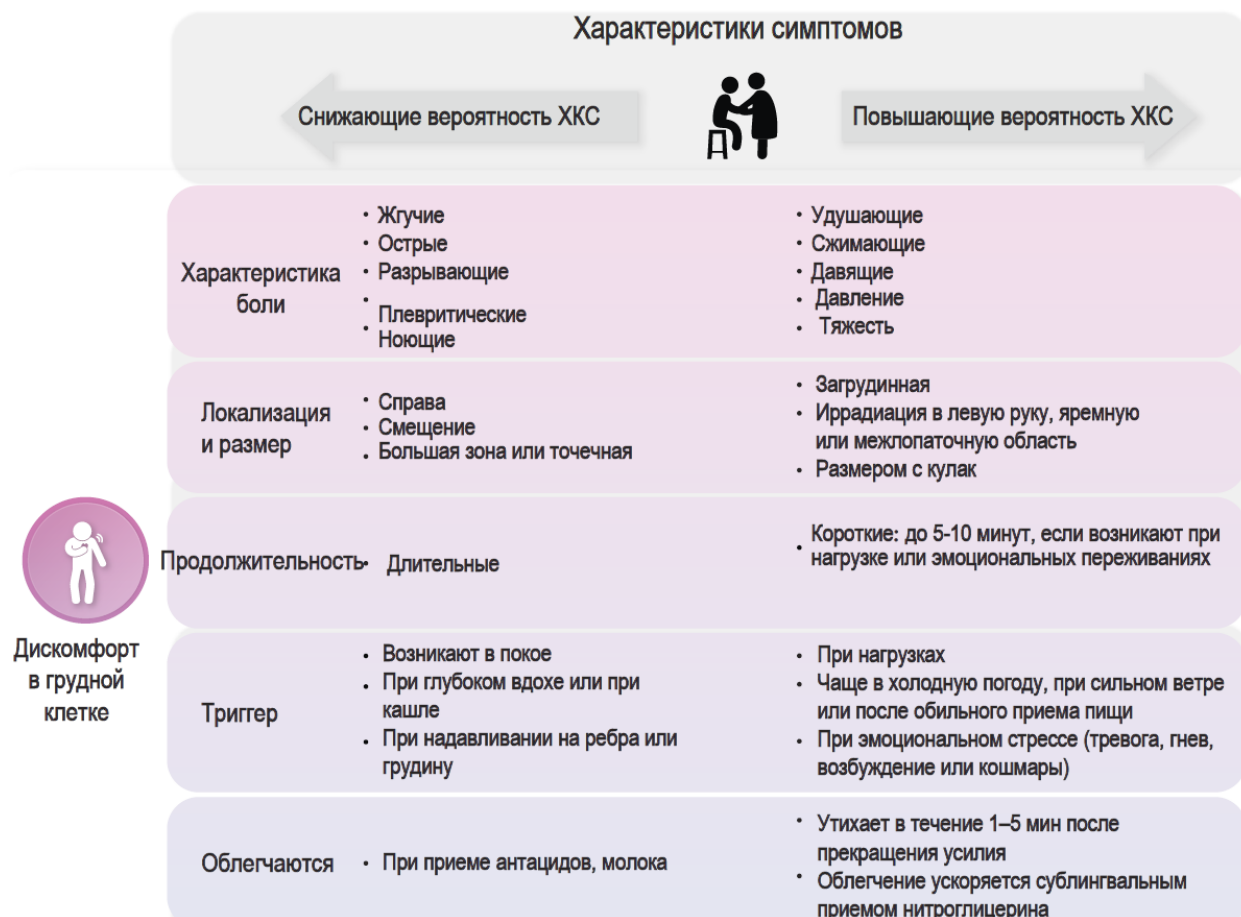 Характеристики симптомов
Снижающие вероятность ХКС
Повышающие вероятность ХКС
Характеристика
боли
• Жгучие
• Острые
• Разрывающие
•
Плевритические
• Ноющие
• Удушающие
• Сжимающие
• Давящие
• Давление
• Тяжесть
Локализация
и размер
• Справа
• Смещение
• Большая зона или точечная
• Загрудинная
• Иррадиация в левую руку, яремную
или межлопаточную область
• Размером с кулак
Продолжительность
• Длительные
• Короткие: до 5-10 минут, если возникают при
нагрузке или эмоциональных переживаниях
Дискомфорт
в грудной
клетке
Триггер
• Возникают в покое
• При глубоком вдохе или при
кашле
• При надавливании на ребра или
грудину
• При нагрузках
• Чаще в холодную погоду, при сильном ветре
или после обильного приема пищи
• При эмоциональном стрессе (тревога, гнев,
возбуждение или кошмары)
Облегчаются
• При приеме антацидов, молока
• Утихает в течение 1–5 мин после
прекращения усилия
• Облегчение ускоряется сублингвальным
приемом нитроглицерина